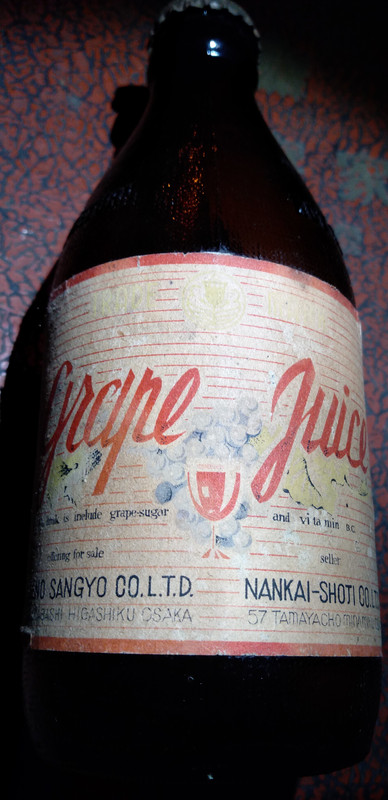 Grape Juice
drink is include grape-sugar and vitamin B.C.
offering for sale seller
SANGYO CO.L.T.D. NANKAI-SHOTI CO.L.T
HIGASHIKU OSAKA 57 TAMAYACHO